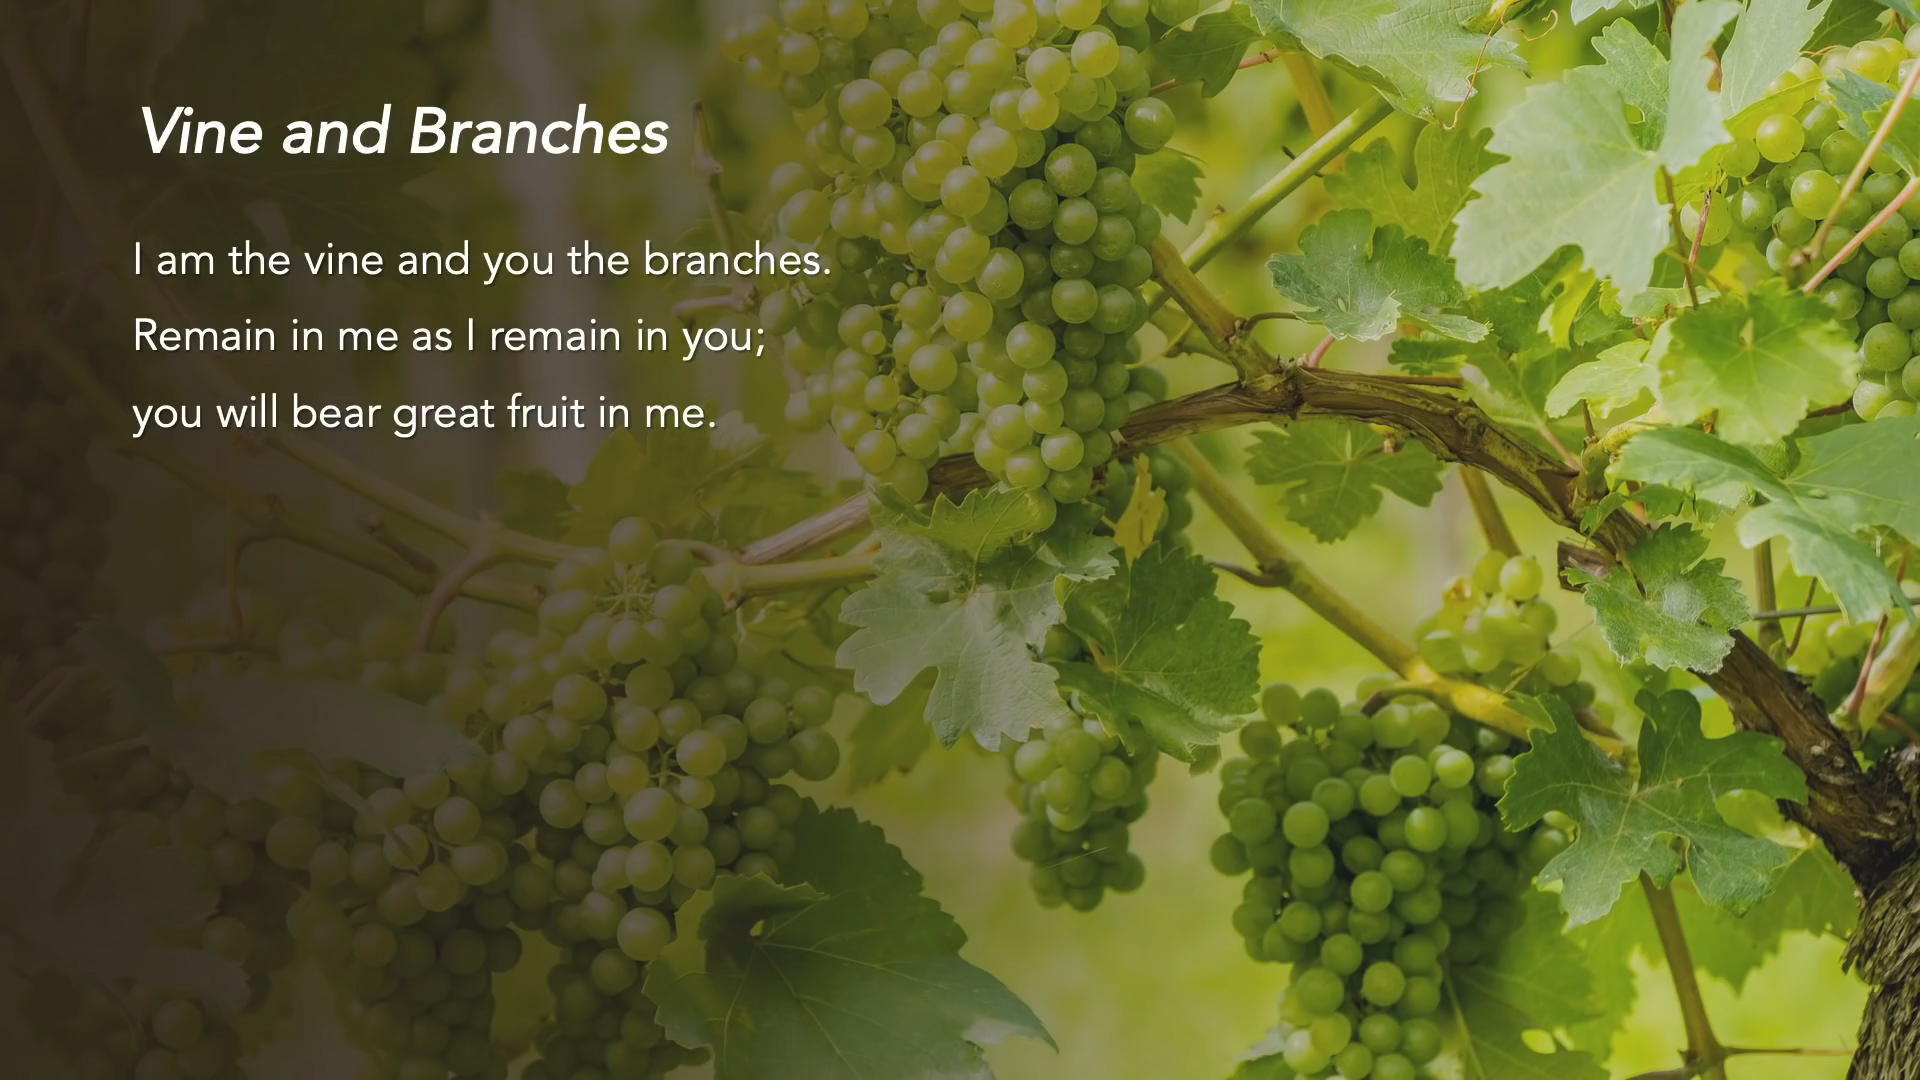 Vine and Branches
I am the vine and you the branches.
Remain in me as I remain in you;
you will bear great fruit in me.